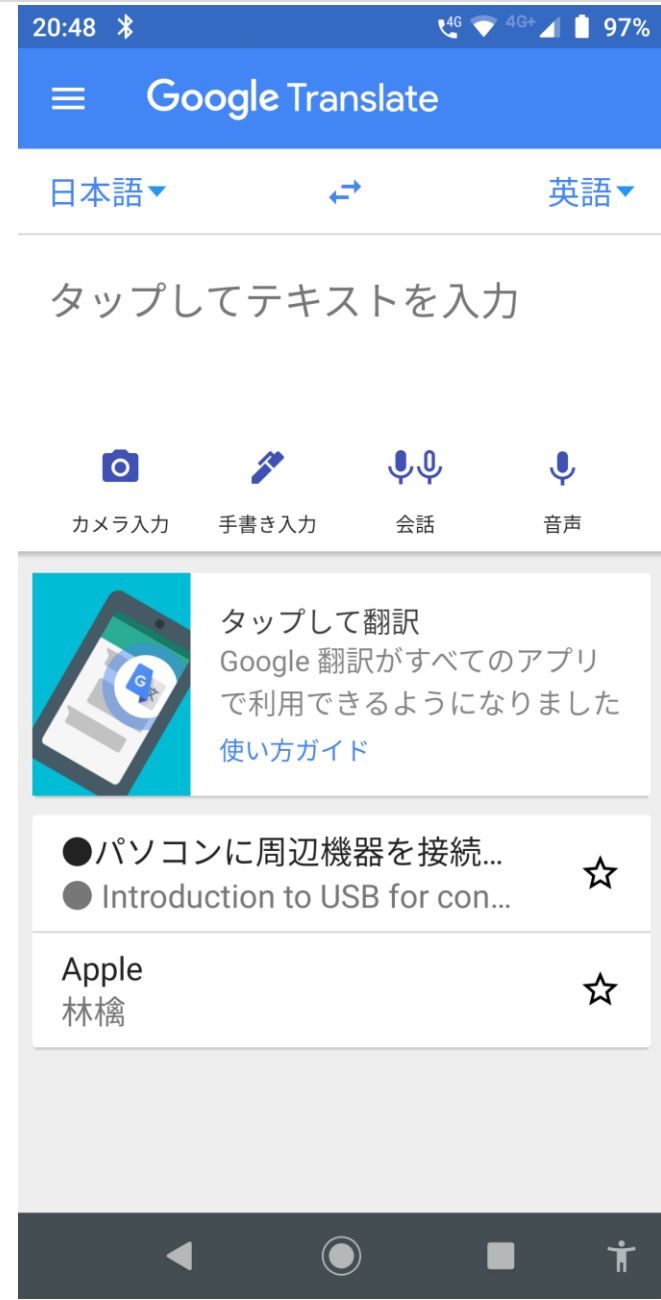 20:48 4G 4G+ 97%
Google Translate
日本語 英語
タップしてテキストを入力
カメラ入力 手書き入力 会話 音声
G 文
タップして翻訳
Google 翻訳がすべてのアプリ
で利用できるようになりました
使い方ガイド
●パソコンに周辺機器を接続...
● Introduction to USB for con...
Apple
林檎